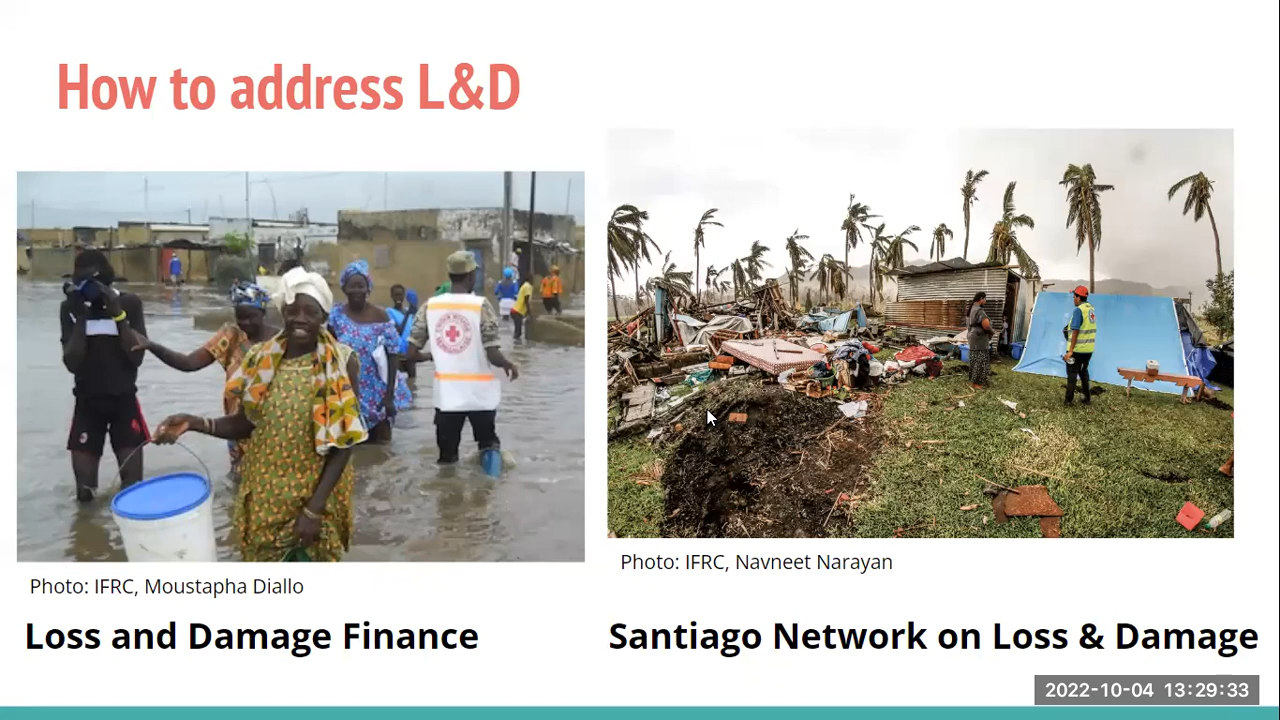 How to address L&D
Photo: IFRC, Moustapha Diallo
Photo: IFRC, Navneet Narayan
Loss and Damage Finance
Santiago Network on Loss & Damage
2022-10-04 13:29:33